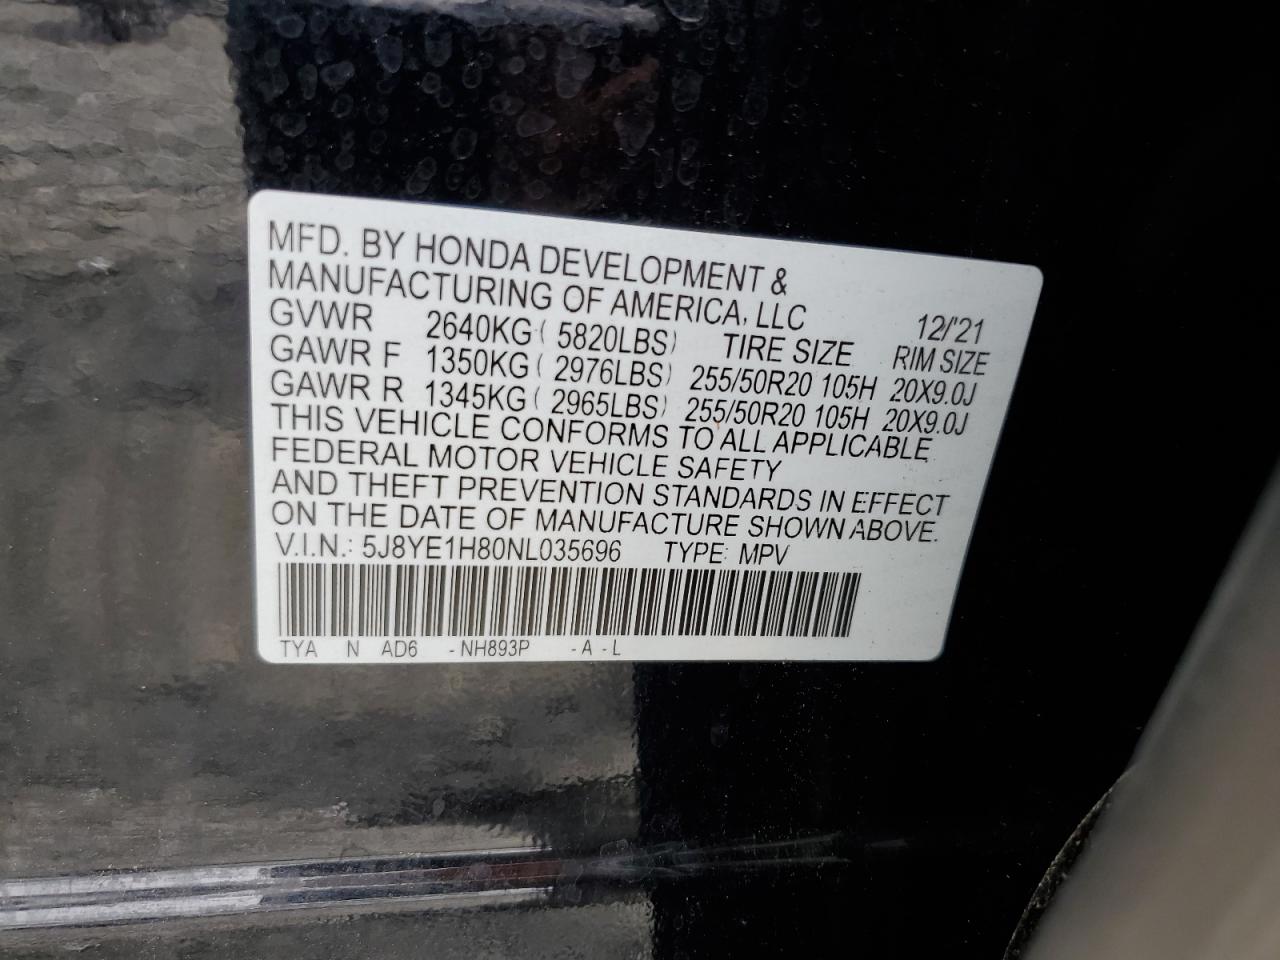 MFD. BY HONDA DEVELOPMENT &
MANUFACTURING OF AMERICA, LLC 12/'21
GVWR 2640KG ( 5820LBS) TIRE SIZE RIM SIZE
GAWR F 1350KG ( 2976LBS) 255/50R20 105H 20X9.0J
GAWR R 1345KG ( 2965LBS) 255/50R20 105H 20X9.0J
THIS VEHICLE CONFORMS TO ALL APPLICABLE
FEDERAL MOTOR VEHICLE SAFETY
AND THEFT PREVENTION STANDARDS IN EFFECT
ON THE DATE OF MANUFACTURE SHOWN ABOVE.
V.I.N.: 5J8YE1H80NL035696 TYPE: MPV
TYA N AD6 -NH893P -A -L